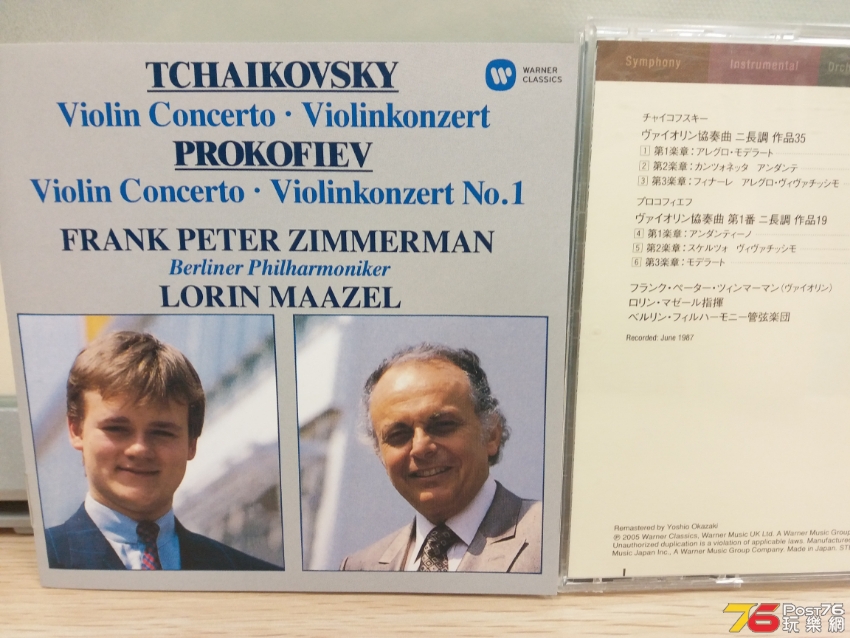 TCHAIKOVSKY
Violin Concerto · Violinkonzert
PROKOFIEV
Violin Concerto · Violinkonzert No.1
FRANK PETER ZIMMERMAN
Berliner Philharmoniker
LORIN MAAZEL
WARNER
CLASSICS
Symphony Instrumental
チャイコフスキー
ヴァイオリン協奏曲 ニ長調 作品35
1 第1楽章：アレグロ・モデラート
2 第2楽章：カンツォネッタ アンダンテ
3 第3楽章：フィナーレ アレグロ・ヴィヴァチッシモ
プロコフィエフ
ヴァイオリン協奏曲 第1番 ニ長調 作品19
4 第1楽章：アンダンティーノ
5 第2楽章：スケルツォ ヴィヴァチッシモ
6 第3楽章：モデラート
フランク・ペーター・ツィンマーマン（ヴァイオリン）
ロリン・マゼール指揮
ベルリン・フィルハーモニー管弦楽団
Recorded: June 1987
Remastered by Yoshio Okazaki
℗ 2005 Warner Classics, Warner Music UK Ltd. A Warner Music Group
Unauthorized duplication is a violation of applicable laws. Manufactured
Music Japan Inc., A Warner Music Group Company. Made in Japan.
76 Post76
玩樂網